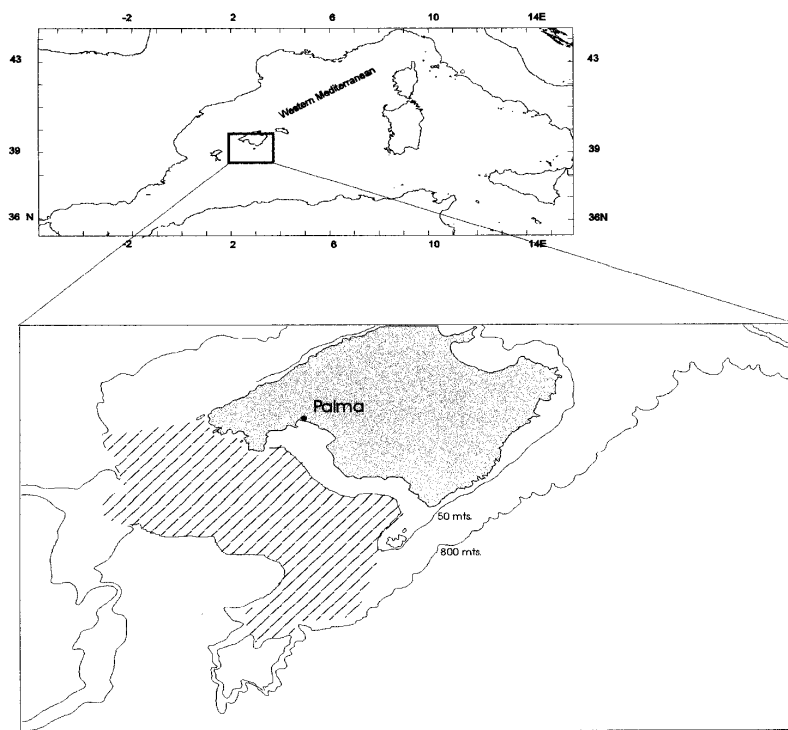 -2 2 6 10 14E
43 43
Western Mediterranean
39 39
36 N 36N
-2 2 6 10 14E
Palma
50 mts.
800 mts.